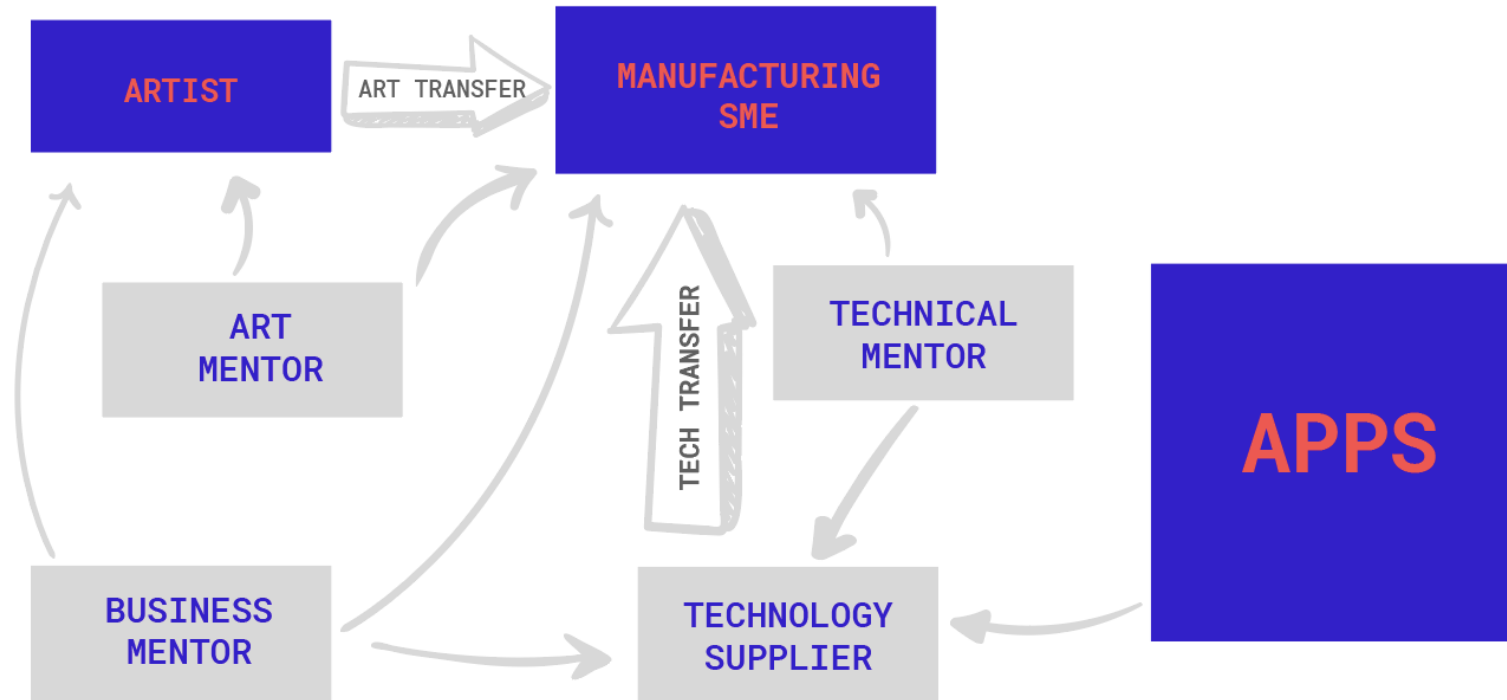 ARTIST
ART TRANSFER
MANUFACTURING
SME
ART
MENTOR
TECH TRANSFER
TECHNICAL
MENTOR
APPS
BUSINESS
MENTOR
TECHNOLOGY
SUPPLIER